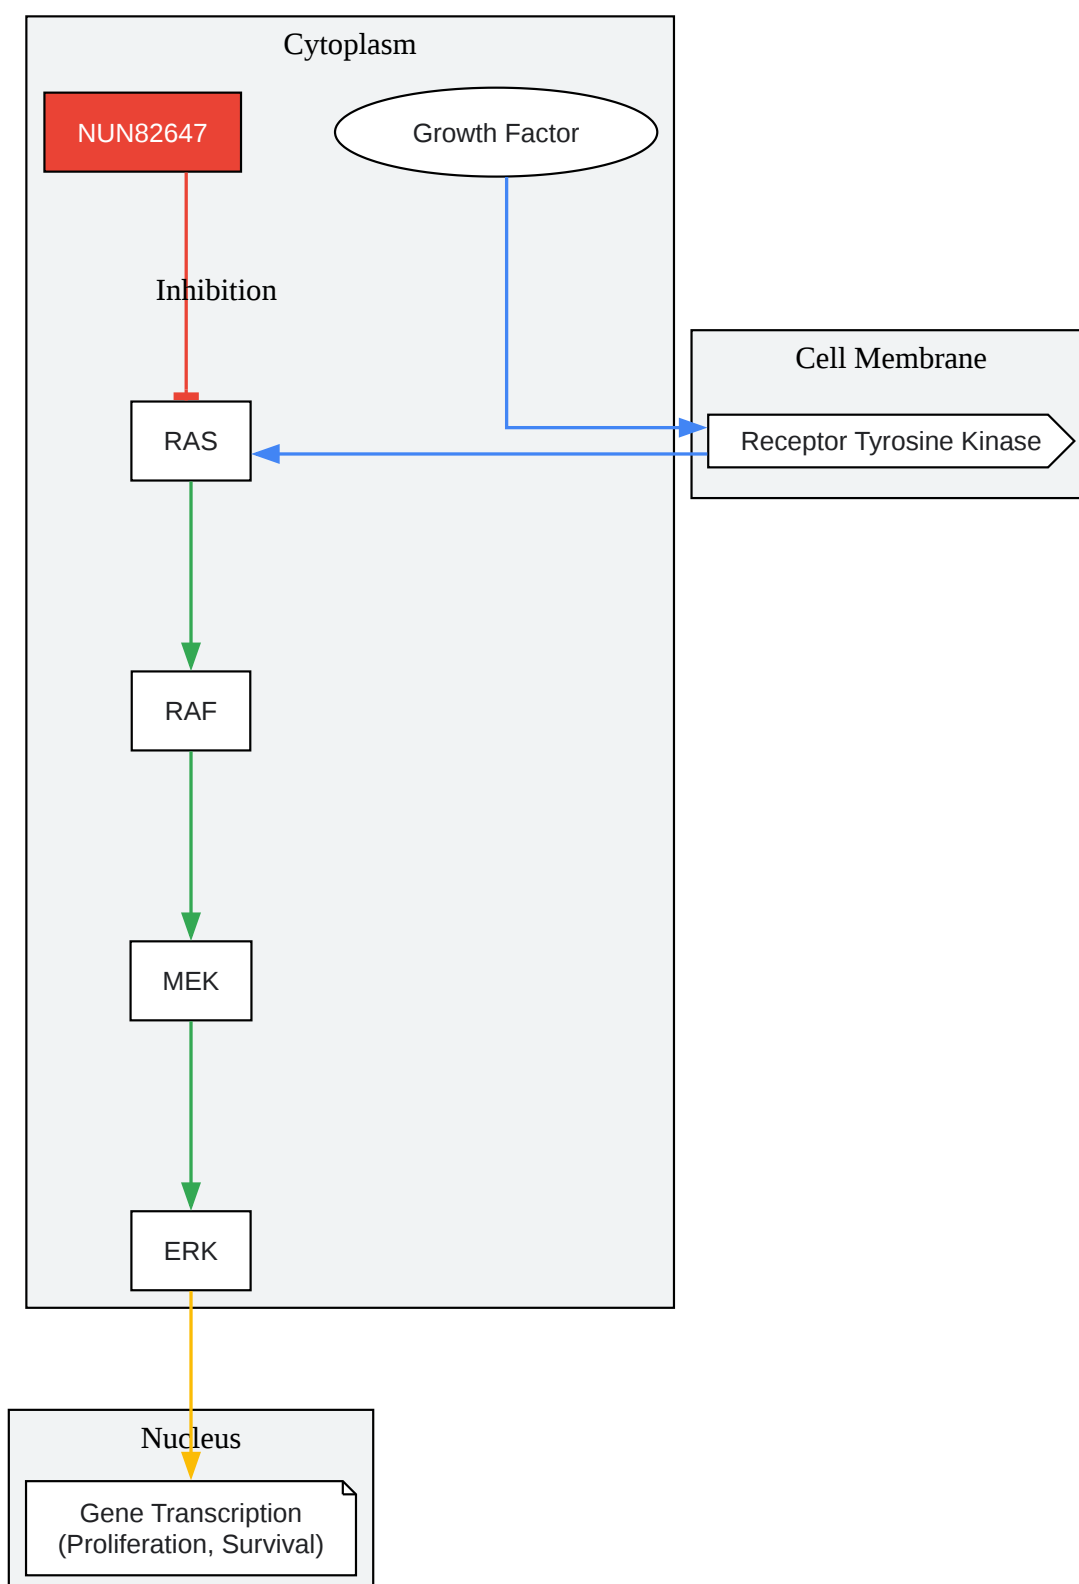 Cytoplasm
NUN82647
Growth Factor
Inhibition
Cell Membrane
RAS
Receptor Tyrosine Kinase
RAF
MEK
ERK
Nucleus
Gene Transcription
(Proliferation, Survival)